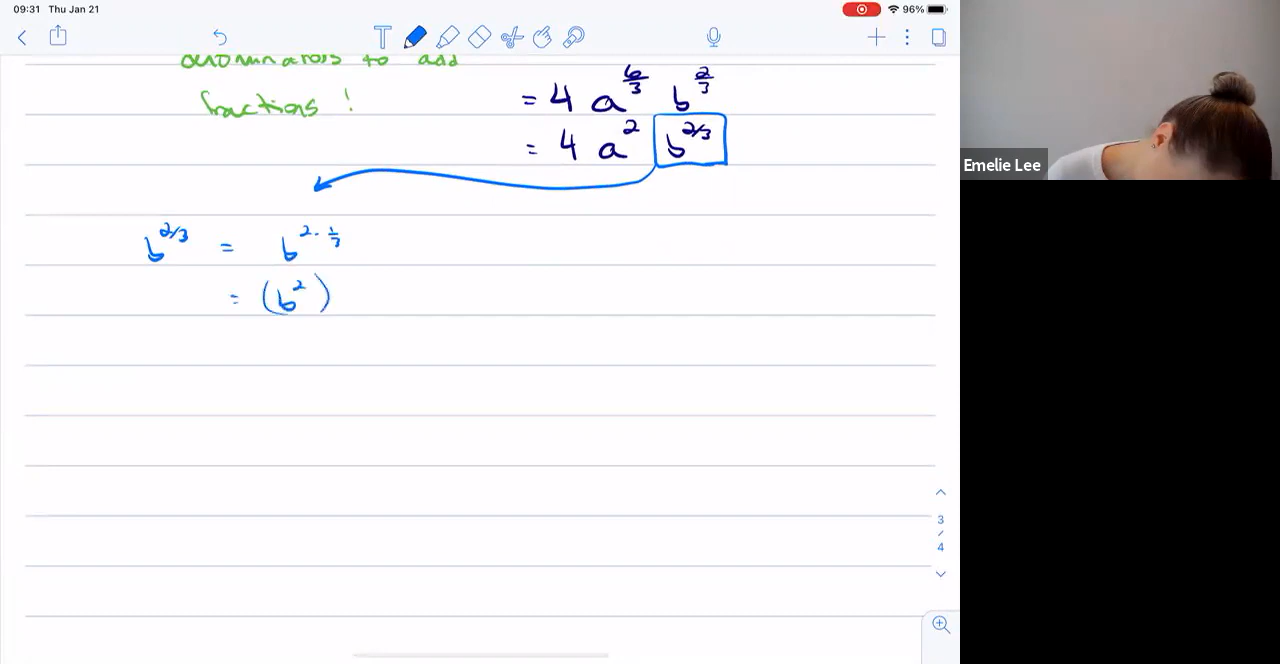 09:31 Thu Jan 21
96%
to add
fractions !
= 4 a^{6/3} b^{2/3}
= 4 a^2 b^{2/3}
b^{2/3} = b^{2 · 1/3}
= (b^2)
3
/
4
Emelie Lee